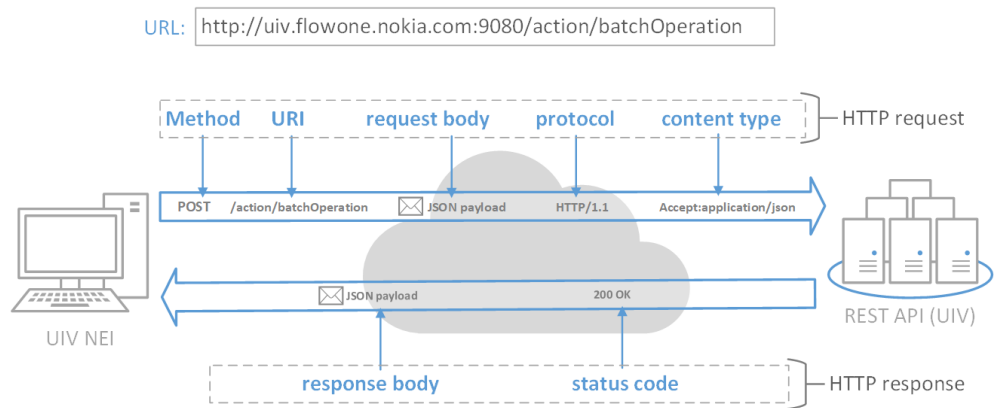 URL: http://uiv.flowone.nokia.com:9080/action/batchOperation
Method URI request body protocol content type HTTP request
POST /action/batchOperation JSON payload HTTP/1.1 Accept:application/json
JSON payload 200 OK
UIV NEI
REST API (UIV)
response body status code HTTP response